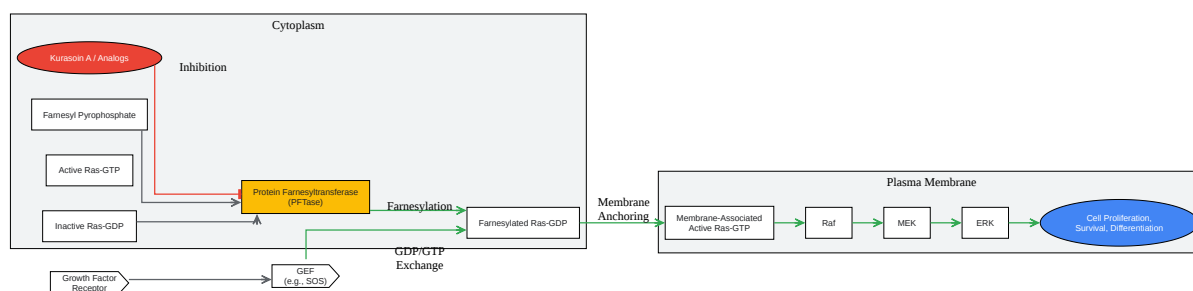 Cytoplasm
Kurasoin A / Analogs
Inhibition
Farnesyl Pyrophosphate
Active Ras-GTP
Protein Farnesyltransferase
(PFTase)
Inactive Ras-GDP
Farnesylation
Farnesylated Ras-GDP
GDP/GTP
Exchange
GEF
(e.g., SOS)
Growth Factor
Receptor
Membrane
Anchoring
Plasma Membrane
Membrane-Associated
Active Ras-GTP
Raf
MEK
ERK
Cell Proliferation,
Survival, Differentiation